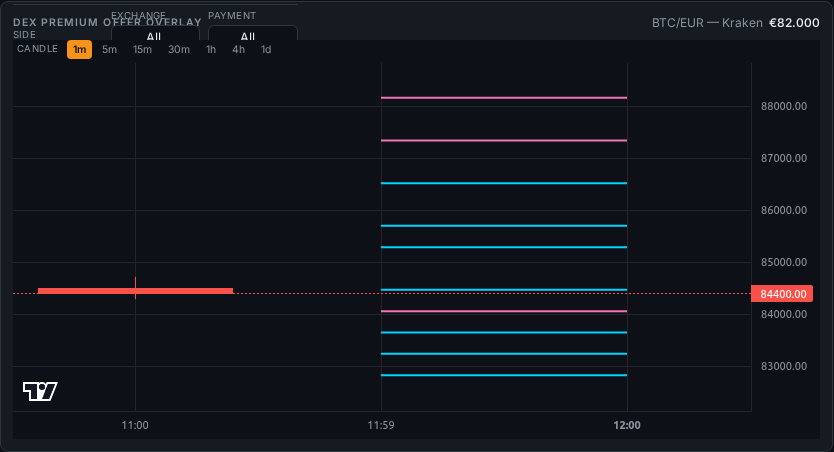 EXCHANGE PAYMENT
DEX PREMIUM OFFER OVERLAY BTC/EUR — Kraken €82.000
SIDE All All
CANDLE 1m 5m 15m 30m 1h 4h 1d
88000.00
87000.00
86000.00
85000.00
84400.00
84000.00
83000.00
11:00 11:59 12:00